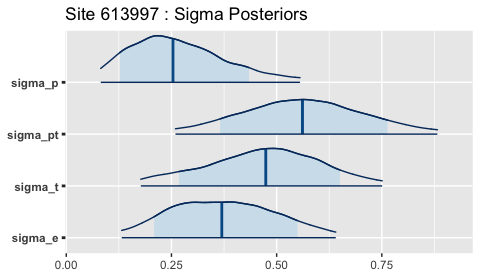 Site 613997 : Sigma Posteriors
sigma_p
sigma_pt
sigma_t
sigma_e
0.00 0.25 0.50 0.75